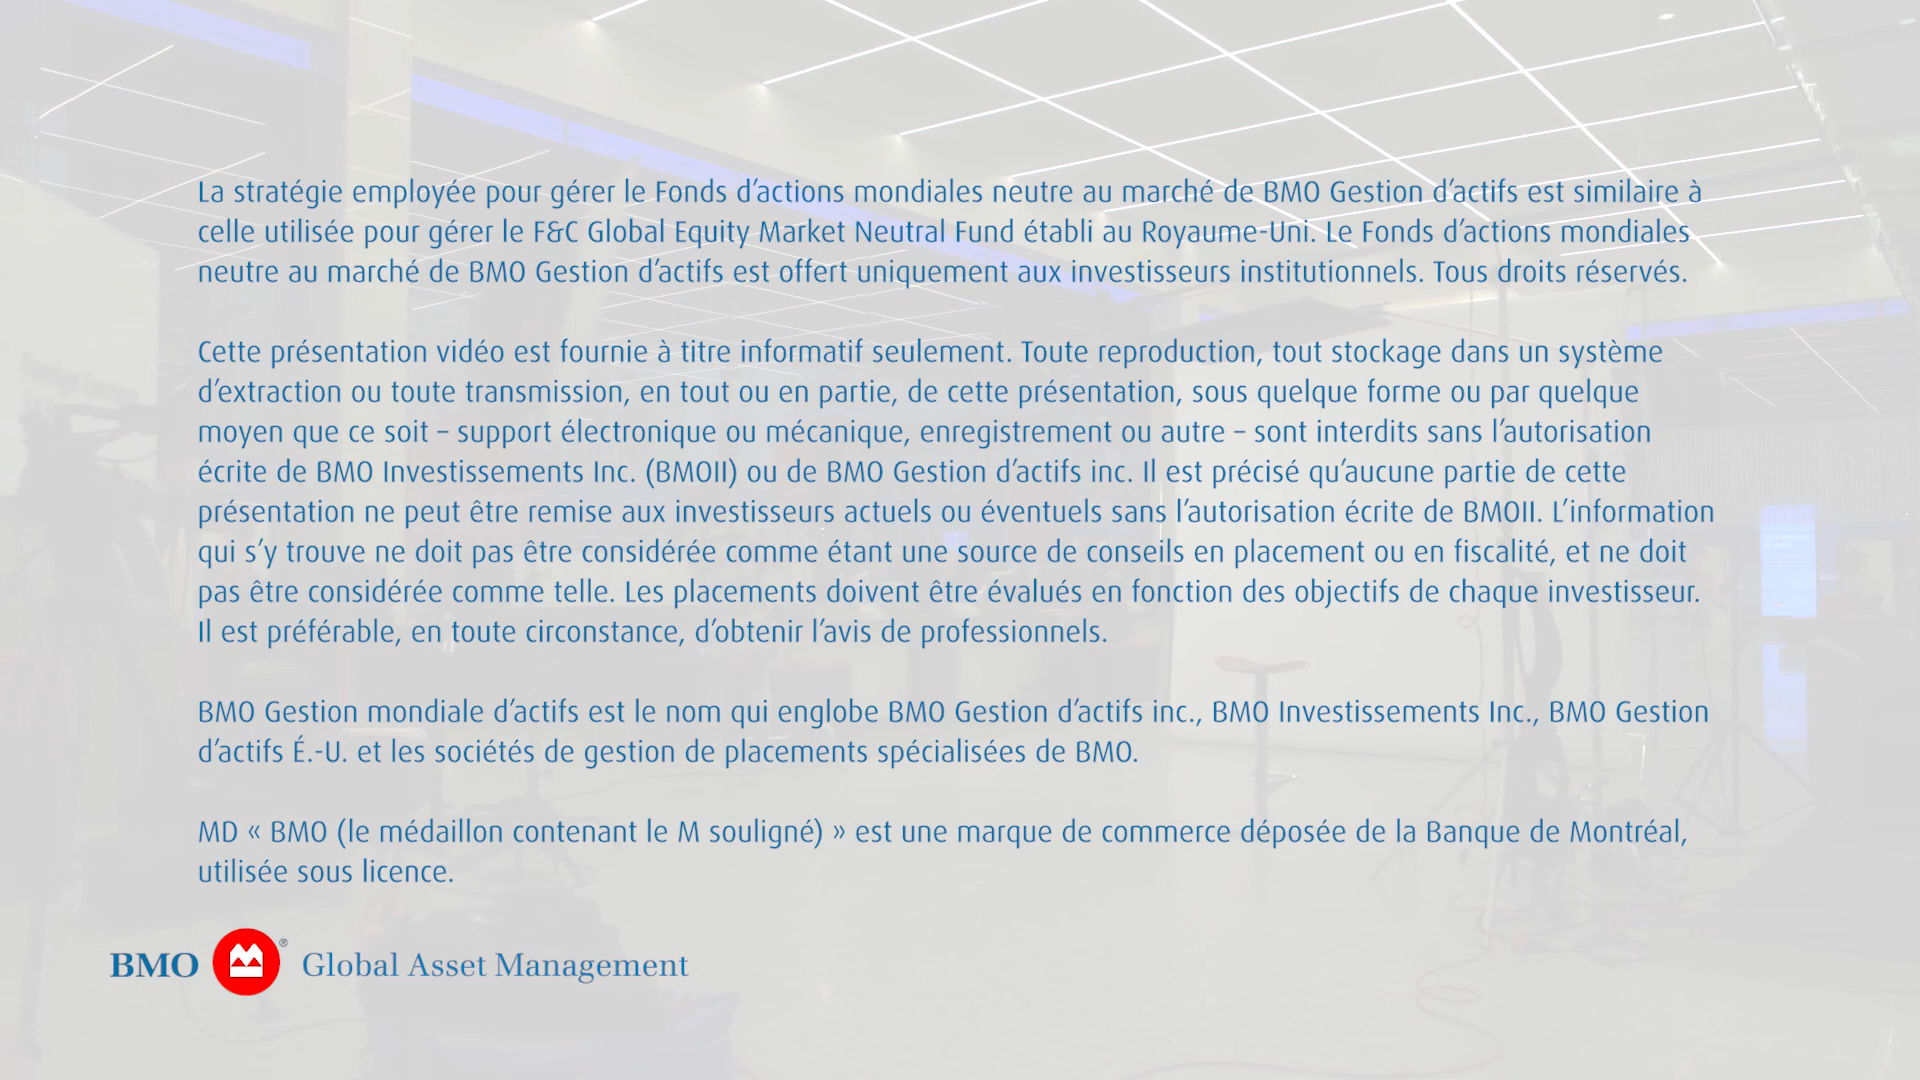 La stratégie employée pour gérer le Fonds d’actions mondiales neutre au marché de BMO Gestion d’actifs est similaire à
celle utilisée pour gérer le F&C Global Equity Market Neutral Fund établi au Royaume-Uni. Le Fonds d’actions mondiales
neutre au marché de BMO Gestion d’actifs est offert uniquement aux investisseurs institutionnels. Tous droits réservés.
Cette présentation vidéo est fournie à titre informatif seulement. Toute reproduction, tout stockage dans un système
d’extraction ou toute transmission, en tout ou en partie, de cette présentation, sous quelque forme ou par quelque
moyen que ce soit – support électronique ou mécanique, enregistrement ou autre – sont interdits sans l’autorisation
écrite de BMO Investissements Inc. (BMOII) ou de BMO Gestion d’actifs inc. Il est précisé qu’aucune partie de cette
présentation ne peut être remise aux investisseurs actuels ou éventuels sans l’autorisation écrite de BMOII. L’information
qui s’y trouve ne doit pas être considérée comme étant une source de conseils en placement ou en fiscalité, et ne doit
pas être considérée comme telle. Les placements doivent être évalués en fonction des objectifs de chaque investisseur.
Il est préférable, en toute circonstance, d’obtenir l’avis de professionnels.
BMO Gestion mondiale d’actifs est le nom qui englobe BMO Gestion d’actifs inc., BMO Investissements Inc., BMO Gestion
d’actifs É.-U. et les sociétés de gestion de placements spécialisées de BMO.
MD « BMO (le médaillon contenant le M souligné) » est une marque de commerce déposée de la Banque de Montréal,
utilisée sous licence.
BMO ® Global Asset Management